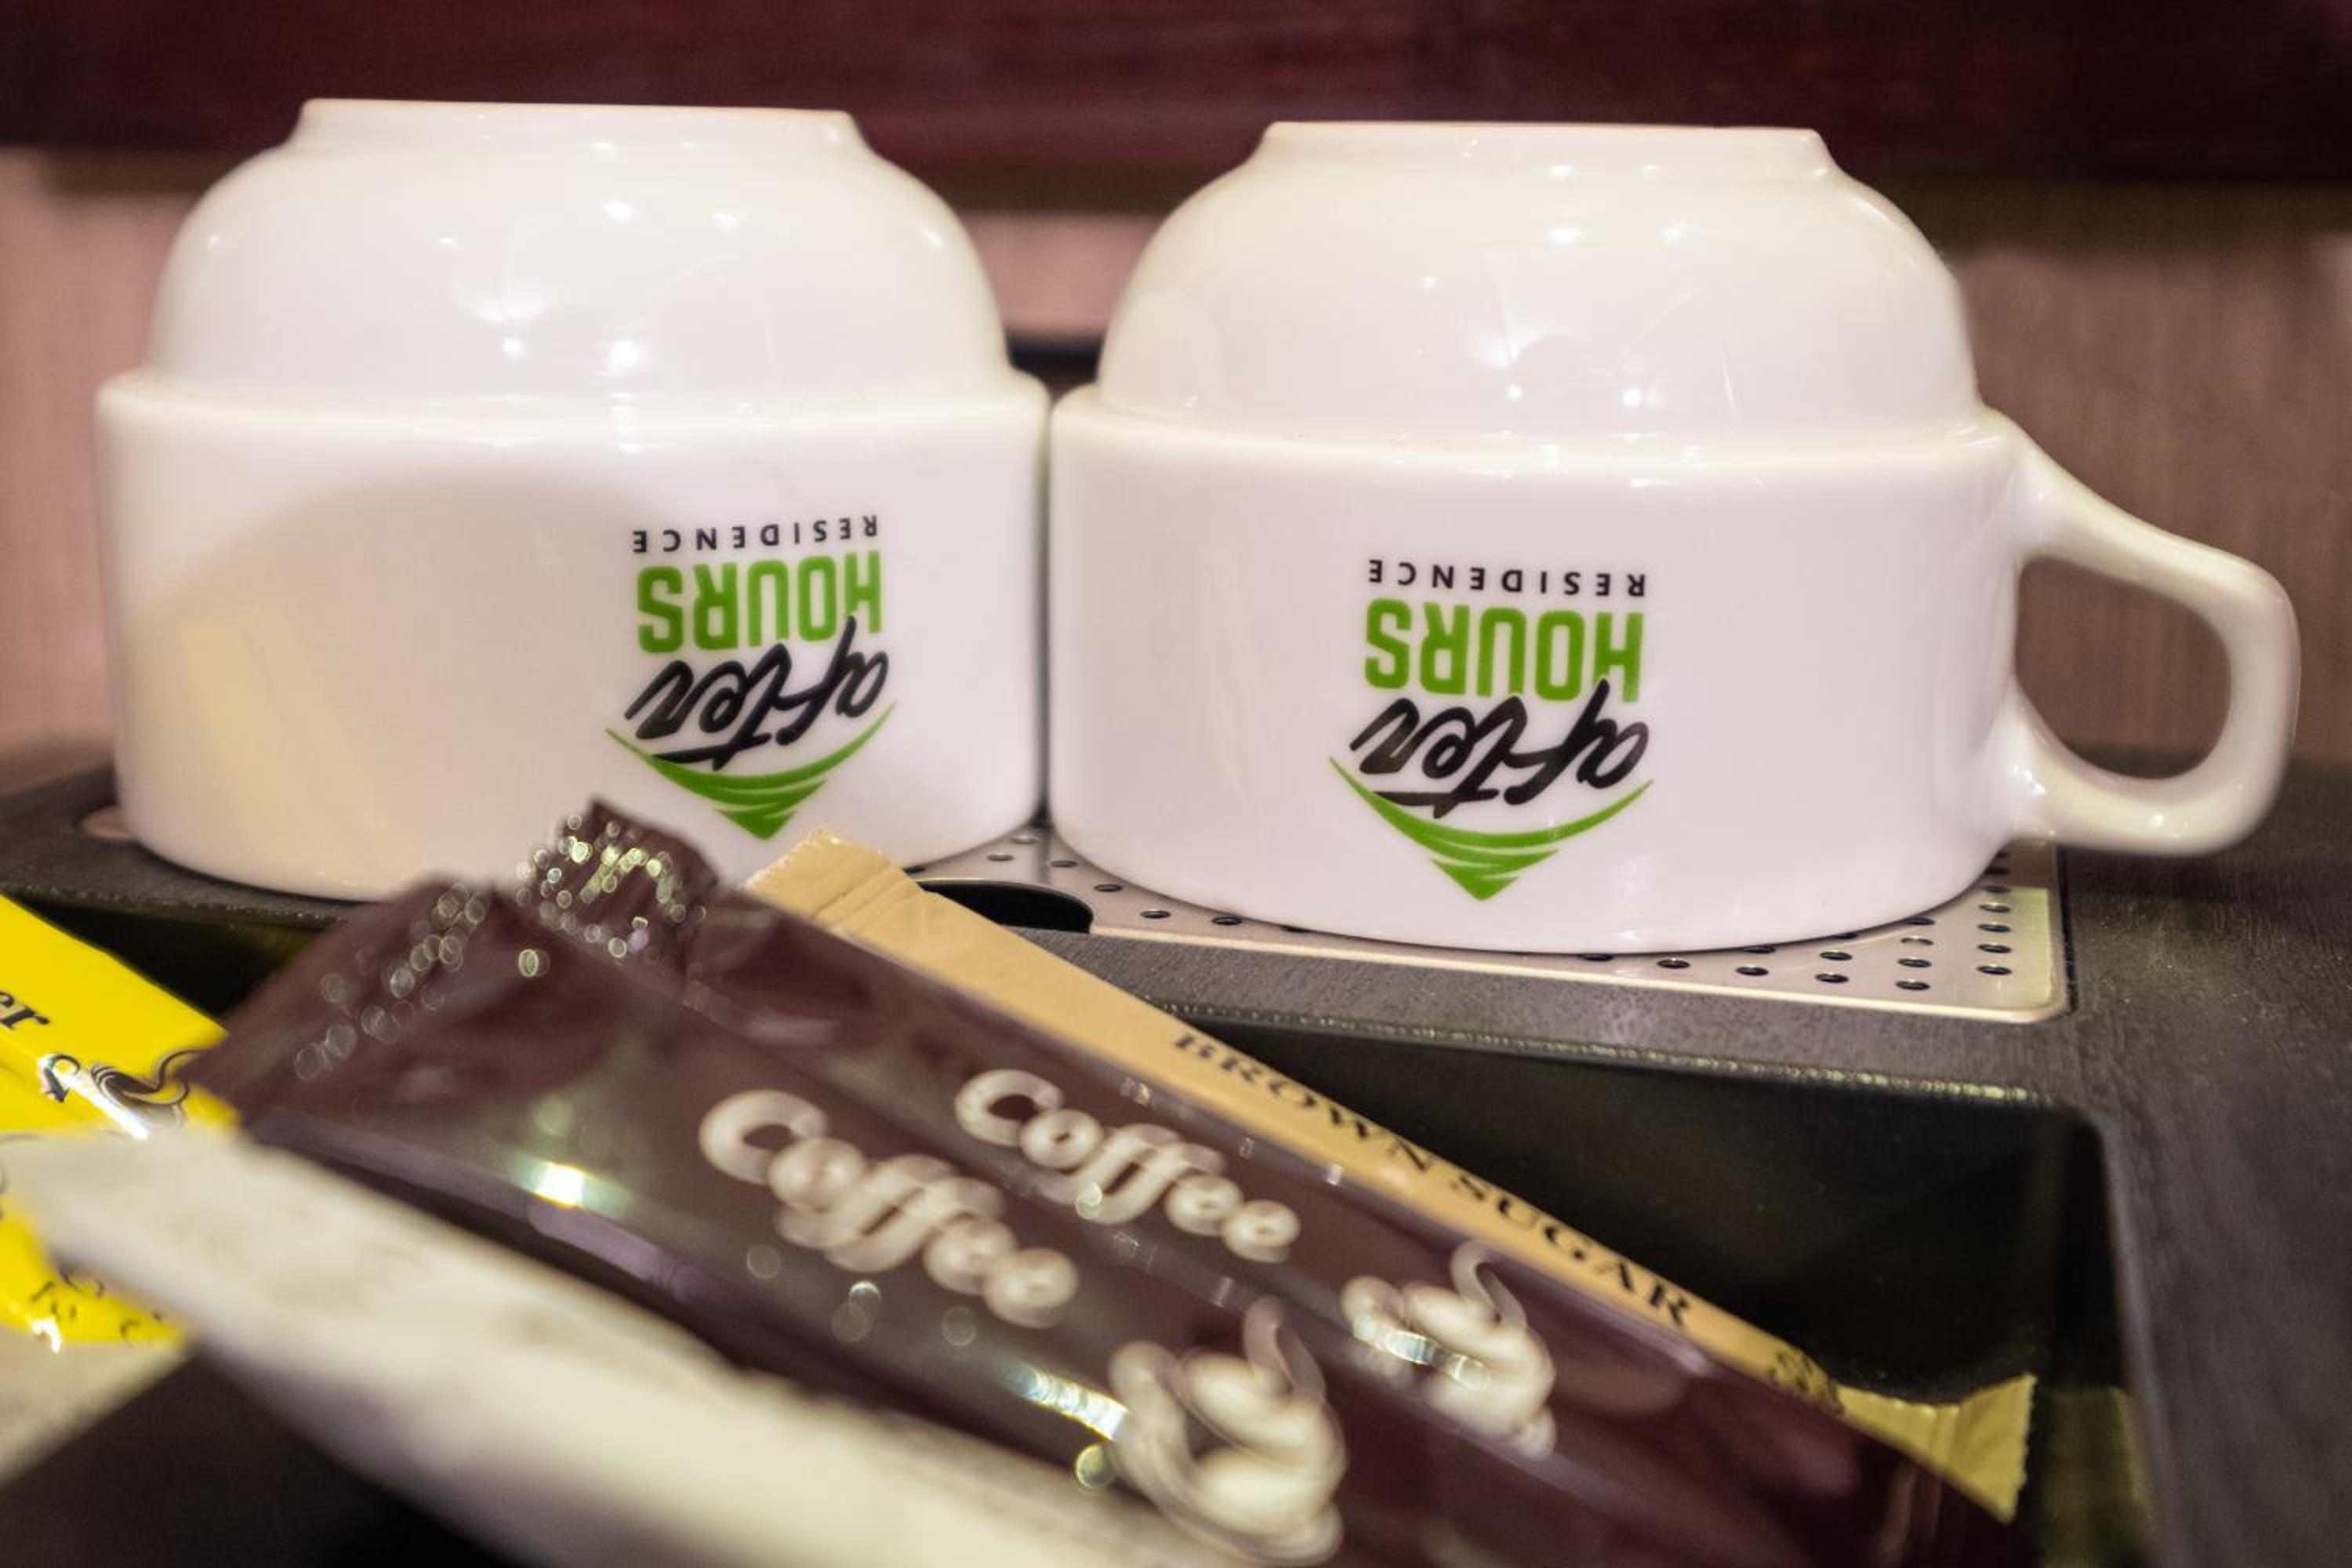 after
HOURS
RESIDENCE
after
HOURS
RESIDENCE
Coffee
Coffee
BROWN SUGAR